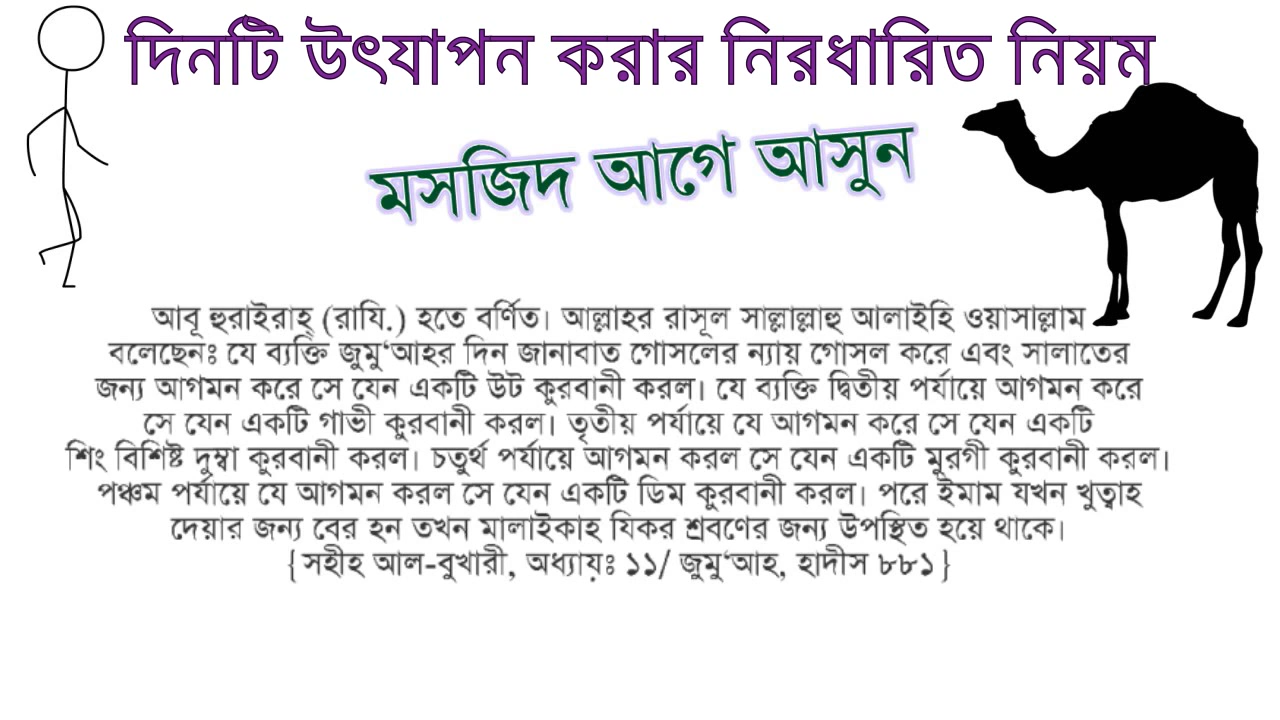 দিনটি উৎযাপন করার নিরধারিত নিয়ম
মসজিদ আগে আসুন
আবূ হুরাইরাহ্ (রাযি.) হতে বর্ণিত। আল্লাহর রাসূল সাল্লাল্লাহু আলাইহি ওয়াসাল্লাম
বলেছেনঃ যে ব্যক্তি জুমু‘আহর দিন জানাবাত গোসলের ন্যায় গোসল করে এবং সালাতের
জন্য আগমন করে সে যেন একটি উট কুরবানী করল। যে ব্যক্তি দ্বিতীয় পর্যায়ে আগমন করে
সে যেন একটি গাভী কুরবানী করল। তৃতীয় পর্যায়ে যে আগমন করে সে যেন একটি
শিং বিশিষ্ট দুম্বা কুরবানী করল। চতুর্থ পর্যায়ে আগমন করল সে যেন একটি মুরগী কুরবানী করল।
পঞ্চম পর্যায়ে যে আগমন করল সে যেন একটি ডিম কুরবানী করল। পরে ইমাম যখন খুত্বাহ
দেয়ার জন্য বের হন তখন মালাইকাহ যিকর শ্রবণের জন্য উপস্থিত হয়ে থাকে।
{সহীহ আল-বুখারী, অধ্যায়ঃ ১১/ জুমু‘আহ, হাদীস ৮৮১}